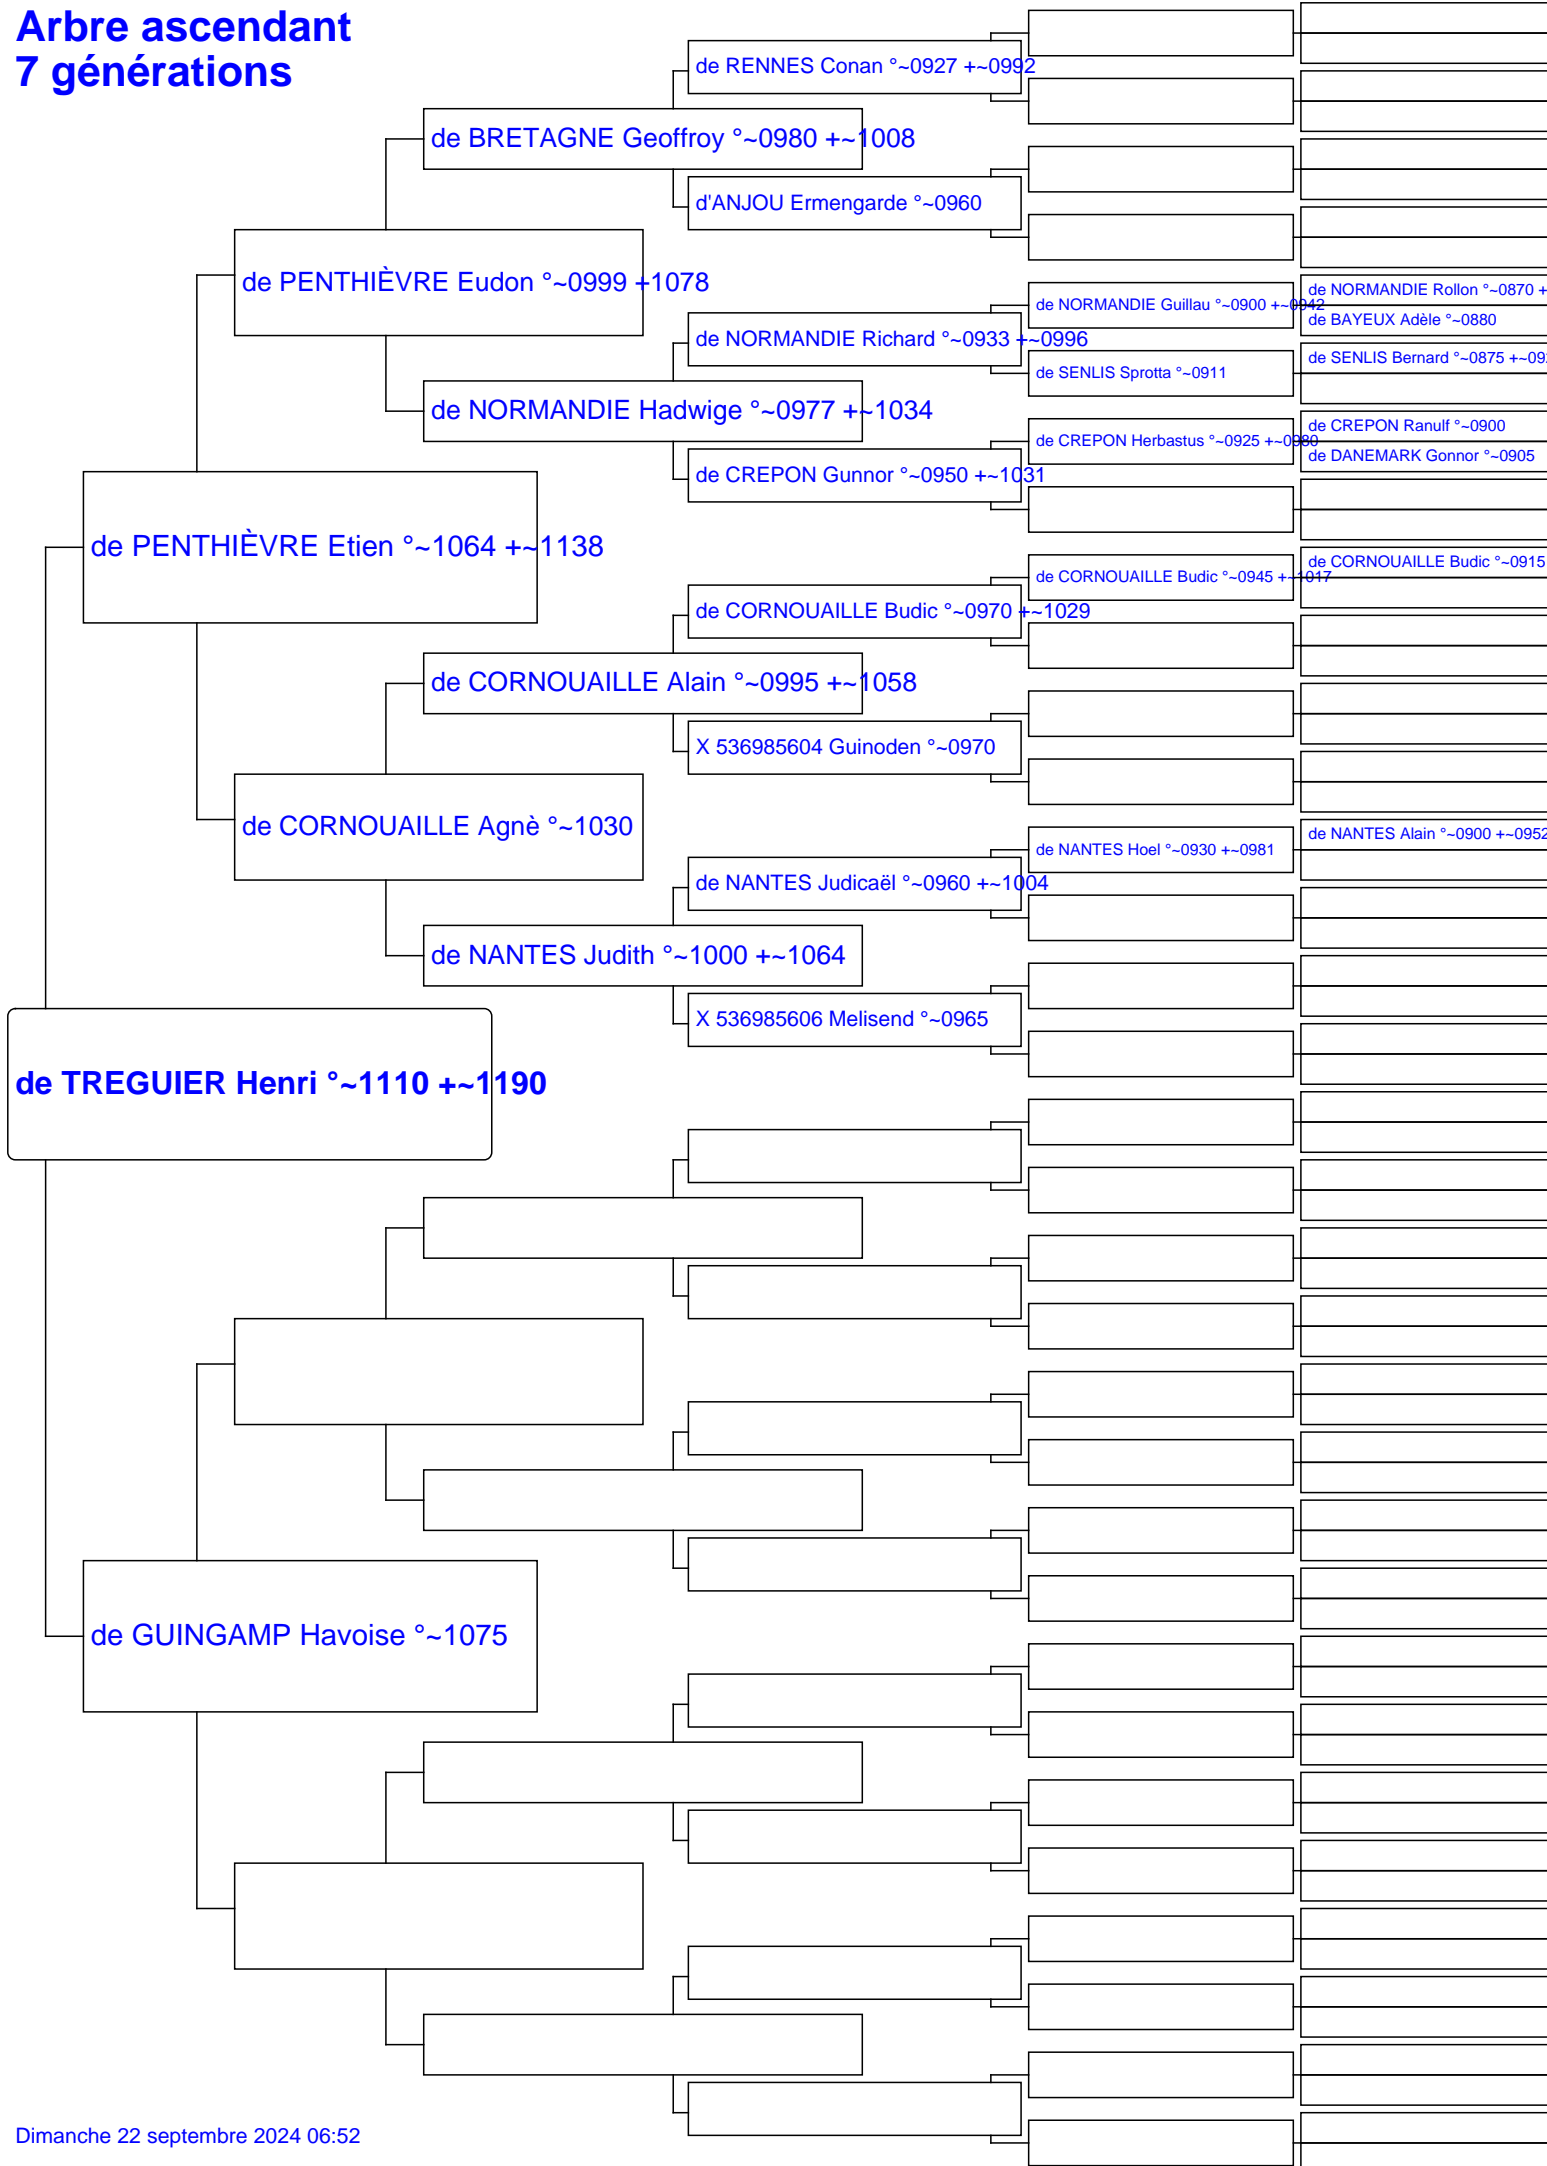 Arbre ascendant
7 générations
de RENNES Conan °~0927 +~0992
de BRETAGNE Geoffroy °~0980 +~1008
d'ANJOU Ermengarde °~0960
de PENTHIÈVRE Eudon °~0999 +1078
de NORMANDIE Rollon °~0870 +
de NORMANDIE Guillau °~0900 +~0942
de BAYEUX Adèle °~0880
de NORMANDIE Richard °~0933 +~0996
de SENLIS Bernard °~0875 +~09
de SENLIS Sprotta °~0911
de NORMANDIE Hadwige °~0977 +~1034
de CREPON Ranulf °~0900
de CREPON Herbastus °~0925 +~0980
de DANEMARK Gonnor °~0905
de CREPON Gunnor °~0950 +~1031
de PENTHIÈVRE Etien °~1064 +~1138
de CORNOUAILLE Budic °~0915
de CORNOUAILLE Budic °~0945 +~1017
de CORNOUAILLE Budic °~0970 +~1029
de CORNOUAILLE Alain °~0995 +~1058
X 536985604 Guinoden °~0970
de CORNOUAILLE Agnè °~1030
de NANTES Alain °~0900 +~0952
de NANTES Hoel °~0930 +~0981
de NANTES Judicaël °~0960 +~1004
de NANTES Judith °~1000 +~1064
X 536985606 Melisend °~0965
de TREGUIER Henri °~1110 +~1190
de GUINGAMP Havoise °~1075
Dimanche 22 septembre 2024 06:52